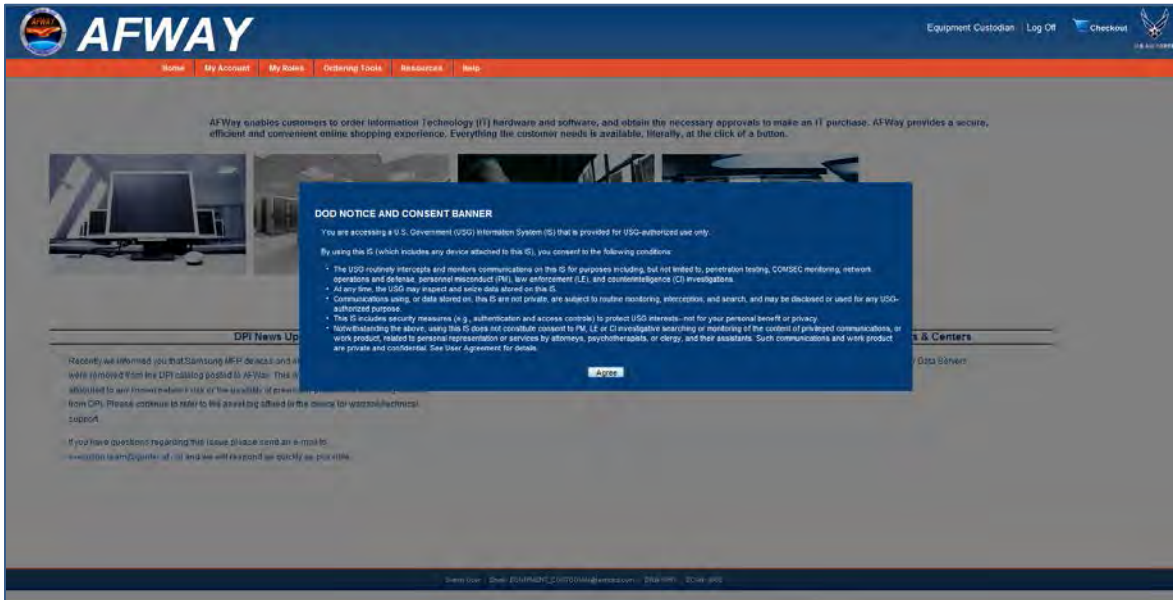 AFWAY
Equipment Custodian Log Off Checkout
Home My Account My Roles Ordering Tools Resources Help
AFWay enables customers to order Information Technology (IT) hardware and software, and obtain the necessary approvals to make an IT purchase. AFWay provides a secure,
efficient and convenient online shopping experience. Everything the customer needs is available, literally, at the click of a button.
DOD NOTICE AND CONSENT BANNER
You are accessing a U.S. Government (USG) Information System (IS) that is provided for USG-authorized use only.
By using this IS (which includes any device attached to this IS), you consent to the following conditions:
• The USG routinely intercepts and monitors communications on this IS for purposes including, but not limited to, penetration testing, COMSEC monitoring, network
operations and defense, personnel misconduct (PM), law enforcement (LE), and counterintelligence (CI) investigations.
• At any time, the USG may inspect and seize data stored on this IS.
• Communications using, or data stored on, this IS are not private, are subject to routine monitoring, interception, and search, and may be disclosed or used for any USG-
authorized purpose.
• This IS includes security measures (e.g., authentication and access controls) to protect USG interests--not for your personal benefit or privacy.
• Notwithstanding the above, using this IS does not constitute consent to PM, LE or CI investigative searching or monitoring of the content of privileged communications, or
work product, related to personal representation or services by attorneys, psychotherapists, or clergy, and their assistants. Such communications and work product
are private and confidential. See User Agreement for details.
Agree
DPI News Up
s & Centers
Recently we informed you that Samsung MFP devices and
were removed from the DPI catalog posted to AFWay. This
Data Servers
from DPI. Please continue to refer to the asset tag affixed to the device for warranty/technical
support.
If you have questions regarding this issue please send an e-mail to
and we will respond as quickly as possible.